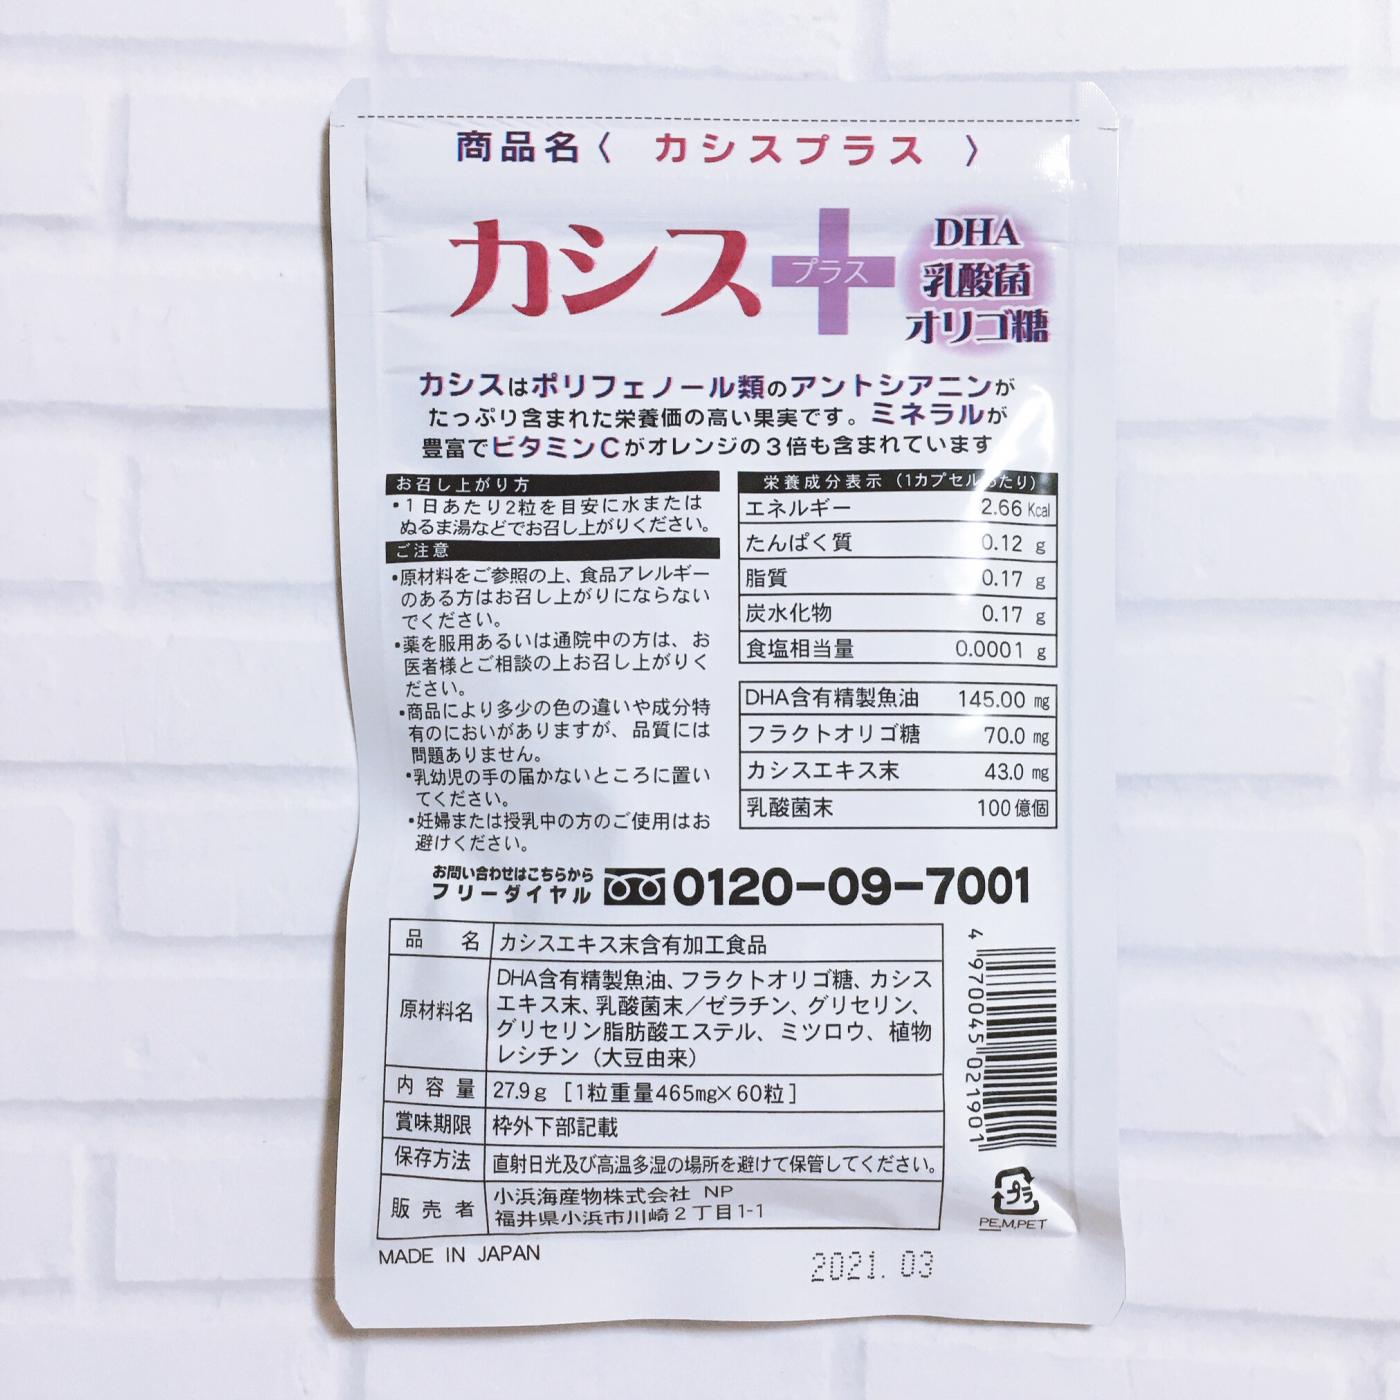 商品名〈 カシスプラス 〉
カシス
プラス
DHA
乳酸菌
オリゴ糖
カシスはポリフェノール類のアントシアニンが
たっぷり含まれた栄養価の高い果実です。ミネラルが
豊富でビタミンCがオレンジの3倍も含まれています
お召し上がり方
•1日あたり2粒を目安に水または
ぬるま湯などでお召し上がりください。
ご注意
•原材料をご参照の上、食品アレルギー
のある方はお召し上がりにならない
でください。
•薬を服用あるいは通院中の方は、お
医者様とご相談の上お召し上がりく
ださい。
•商品により多少の色の違いや成分特
有のにおいがありますが、品質には
問題ありません。
•乳幼児の手の届かないところに置い
てください。
•妊婦または授乳中の方のご使用はお
避けください。
栄養成分表示（1カプセルあたり）
エネルギー 2.66 Kcal
たんぱく質 0.12 g
脂質 0.17 g
炭水化物 0.17 g
食塩相当量 0.0001 g
DHA含有精製魚油 145.00 mg
フラクトオリゴ糖 70.0 mg
カシスエキス末 43.0 mg
乳酸菌末 100億個
お問い合わせはこちらから
フリーダイヤル 0120-09-7001
品名 カシスエキス末含有加工食品
原材料名 DHA含有精製魚油、フラクトオリゴ糖、カシス
エキス末、乳酸菌末／ゼラチン、グリセリン、
グリセリン脂肪酸エステル、ミツロウ、植物
レシチン（大豆由来）
内容量 27.9g［1粒重量465mg×60粒］
賞味期限 枠外下部記載
保存方法 直射日光及び高温多湿の場所を避けて保管してください。
販売者 小浜海産物株式会社 NP
福井県小浜市川崎2丁目1-1
4 970045 021901
プラ
PE,M,PET
MADE IN JAPAN
2021. 03